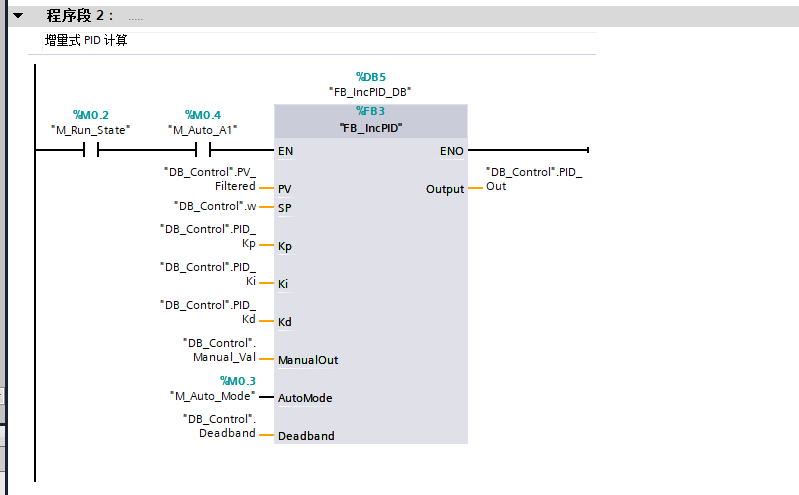 程序段 2： .....
增量式 PID 计算
%DB5
"FB_IncPID_DB"
%M0.2
"M_Run_State"
%M0.4
"M_Auto_A1"
%FB3
"FB_IncPID"
EN
ENO
"DB_Control".PV_
Filtered
PV
"DB_Control".w
SP
"DB_Control".PID_
Kp
Kp
"DB_Control".PID_
Ki
Ki
"DB_Control".PID_
Kd
Kd
"DB_Control".
Manual_Val
ManualOut
%M0.3
"M_Auto_Mode"
AutoMode
"DB_Control".
Deadband
Deadband
Output
"DB_Control".PID_
Out